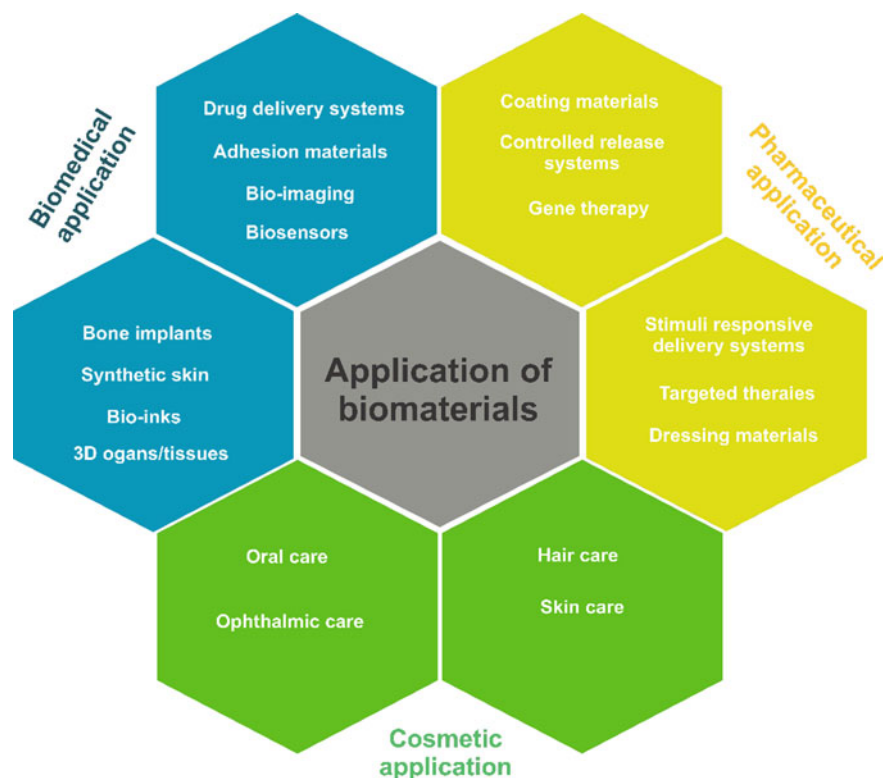 Biomedical
application
Drug delivery systems
Adhesion materials
Bio-imaging
Biosensors
Coating materials
Controlled release
systems
Gene therapy
Pharmaceutical
application
Bone implants
Synthetic skin
Bio-inks
3D ogans/tissues
Application of
biomaterials
Stimuli responsive
delivery systems
Targeted theraies
Dressing materials
Oral care
Ophthalmic care
Hair care
Skin care
Cosmetic
application